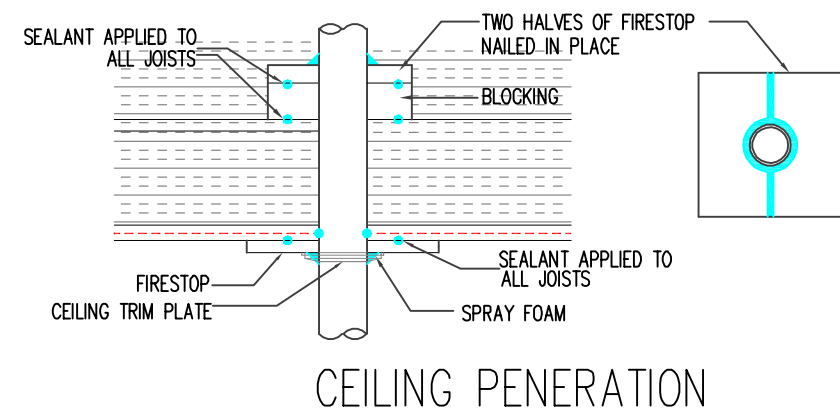 TWO HALVES OF FIRESTOP
NAILED IN PLACE
SEALANT APPLIED TO
ALL JOISTS
BLOCKING
SEALANT APPLIED TO
ALL JOISTS
FIRESTOP
CEILING TRIM PLATE
SPRAY FOAM
CEILING PENERATION